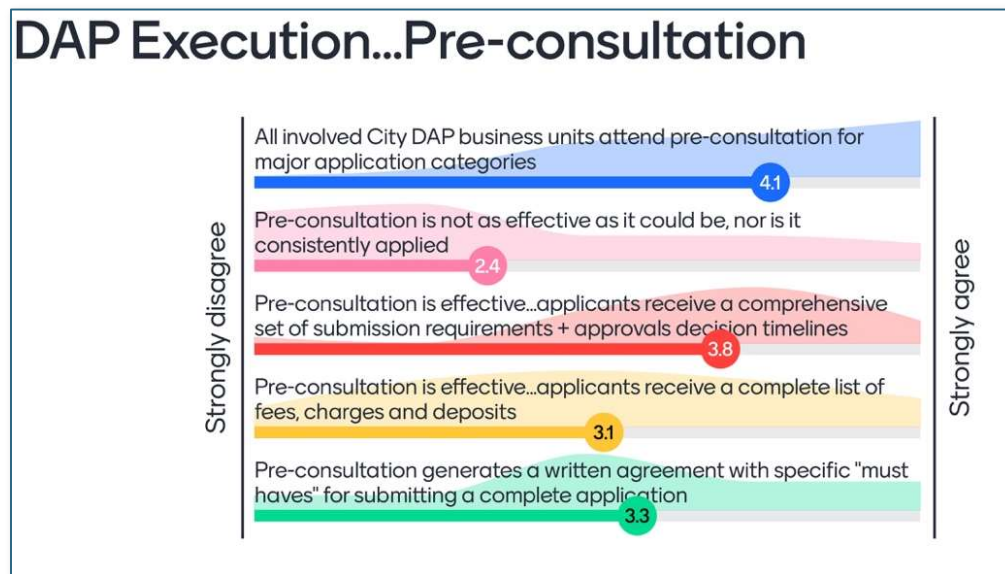 DAP Execution...Pre-consultation
Strongly disagree
All involved City DAP business units attend pre-consultation for
major application categories
4.1
Pre-consultation is not as effective as it could be, nor is it
consistently applied
2.4
Pre-consultation is effective...applicants receive a comprehensive
set of submission requirements + approvals decision timelines
3.8
Pre-consultation is effective...applicants receive a complete list of
fees, charges and deposits
3.1
Pre-consultation generates a written agreement with specific "must
haves" for submitting a complete application
3.3
Strongly agree